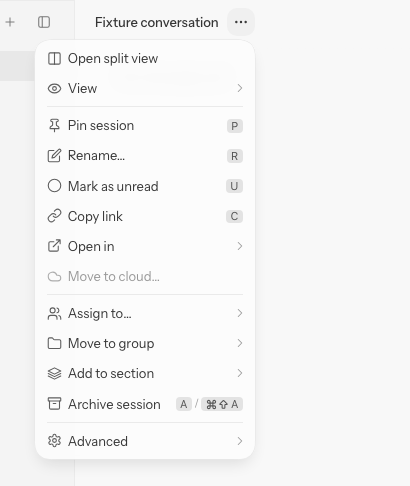 Fixture conversation
Open split view
View
Pin session P
Rename... R
Mark as unread U
Copy link C
Open in
Move to cloud...
Assign to...
Move to group
Add to section
Archive session A / ⌘⇧A
Advanced